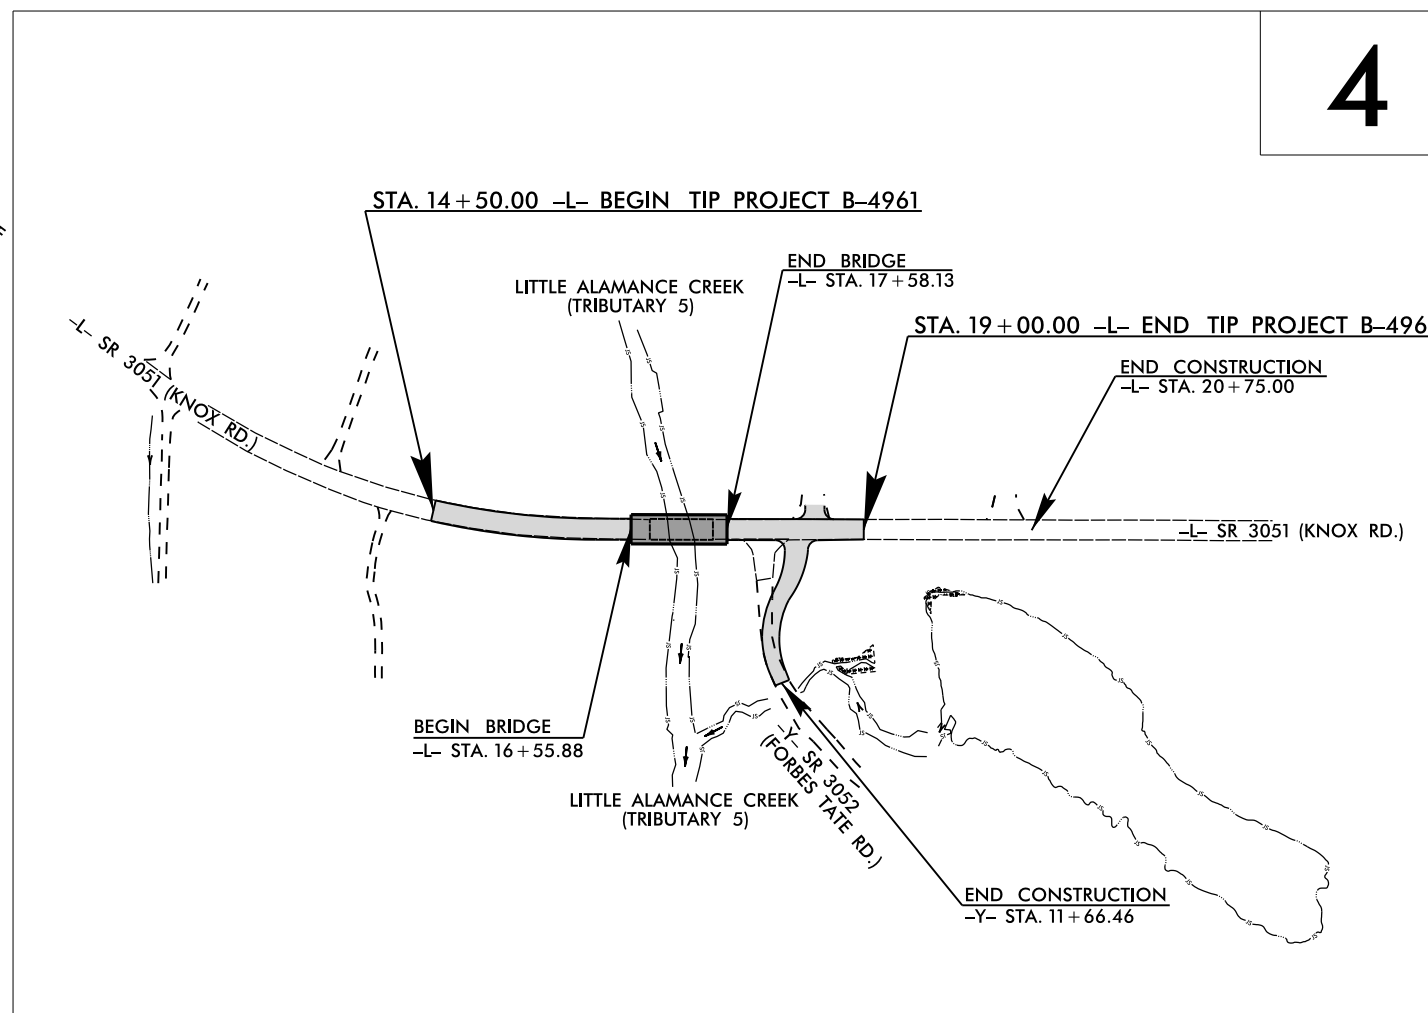 4
STA. 14+50.00 -L- BEGIN TIP PROJECT B-4961
END BRIDGE
-L- STA. 17+58.13
LITTLE ALAMANCE CREEK
(TRIBUTARY 5)
STA. 19+00.00 -L- END TIP PROJECT B-496
END CONSTRUCTION
-L- STA. 20+75.00
-L- SR 3051 (KNOX RD.)
-L- SR 3051 (KNOX RD.)
BEGIN BRIDGE
-L- STA. 16+55.88
-Y- SR 3052
(FORBES TATE RD.)
LITTLE ALAMANCE CREEK
(TRIBUTARY 5)
END CONSTRUCTION
-Y- STA. 11+66.46